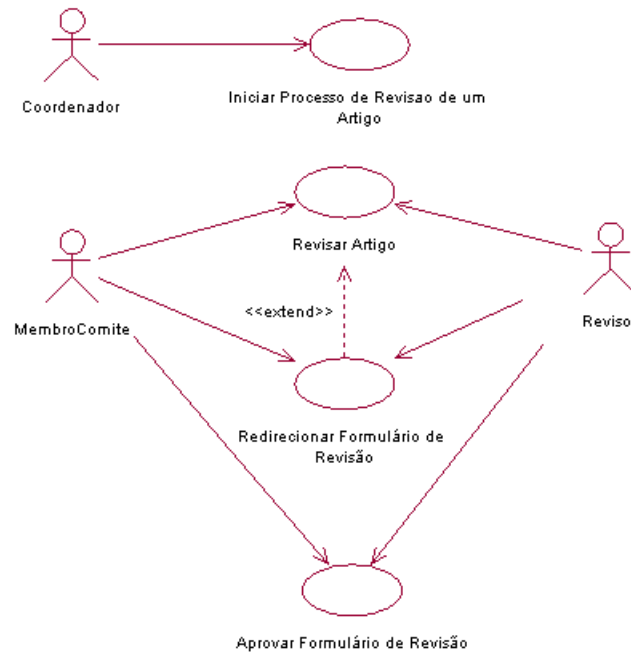 Coordenador
Iniciar Processo de Revisao de um
Artigo
Revisar Artigo
<<extend>>
MembroComite
Reviso
Redirecionar Formulário de
Revisão
Aprovar Formulário de Revisão